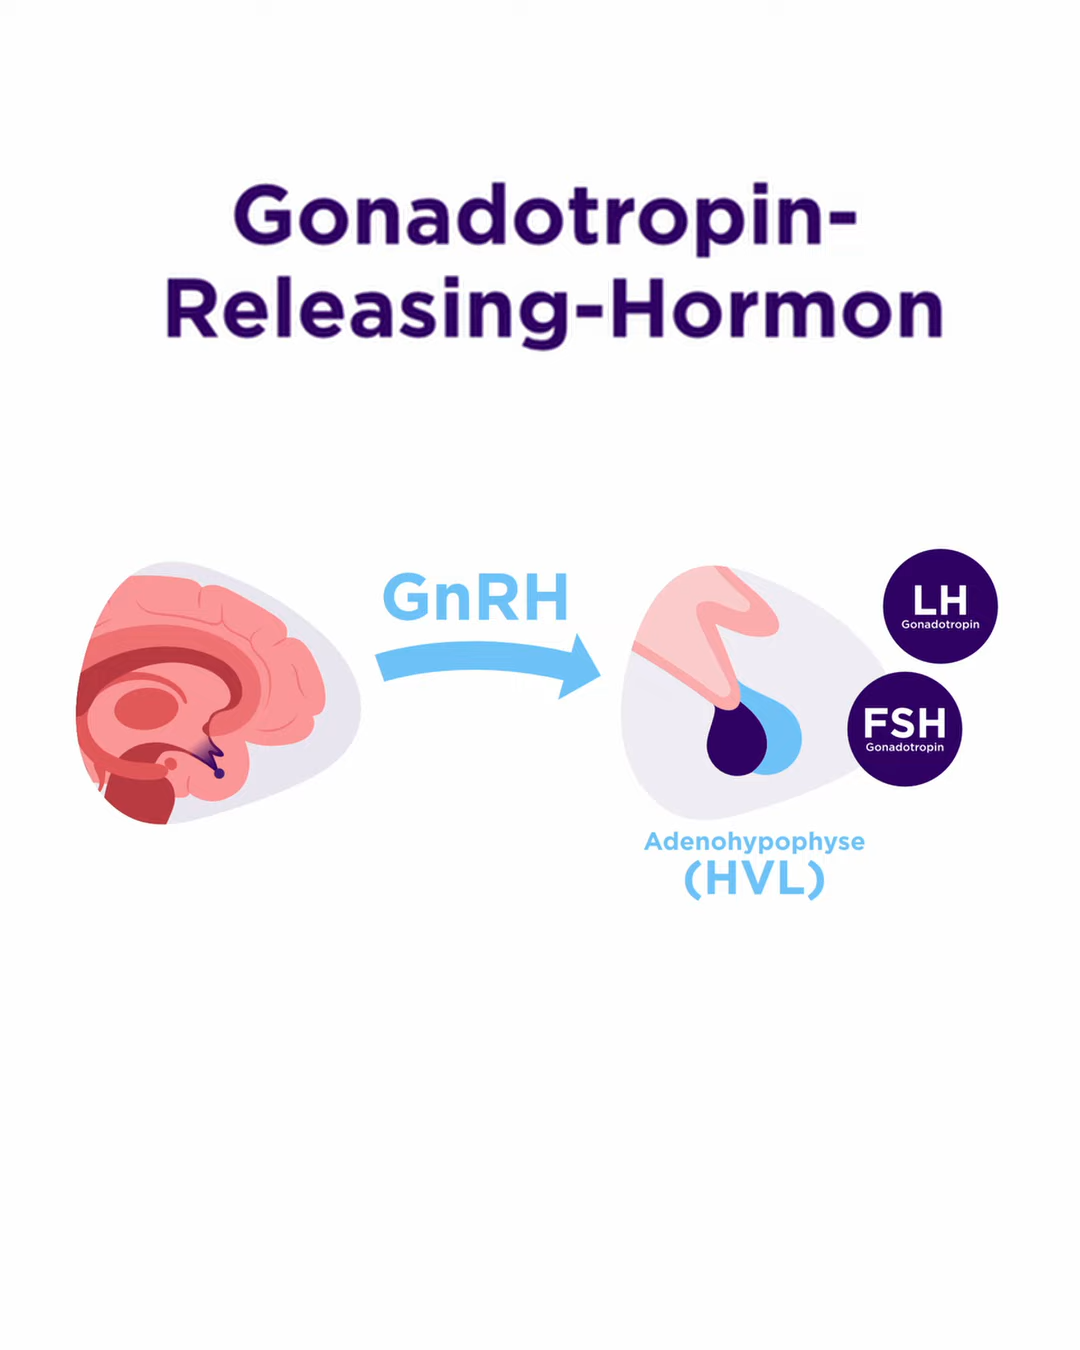 Gonadotropin-
Releasing-Hormon
GnRH
LH
Gonadotropin
FSH
Gonadotropin
Adenohypophyse
(HVL)